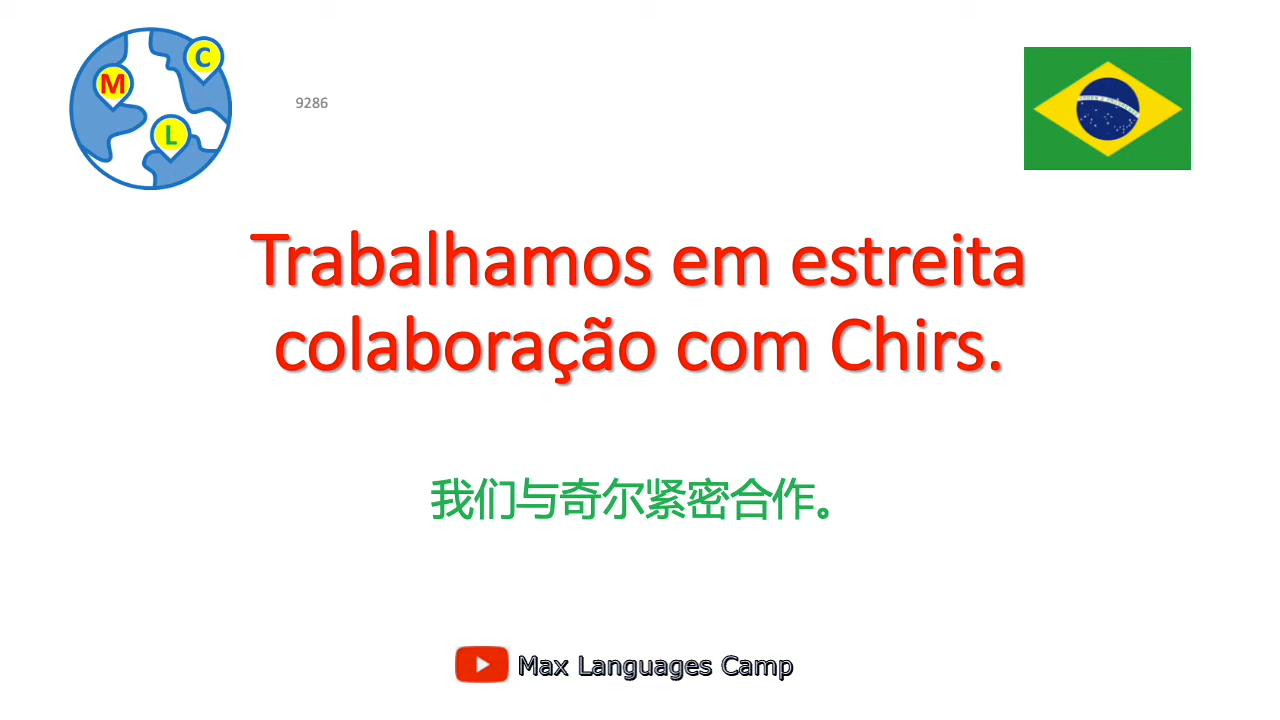 C
M
L
9286
Trabalhamos em estreita
colaboração com Chirs.
我们与奇尔紧密合作。
Max Languages Camp